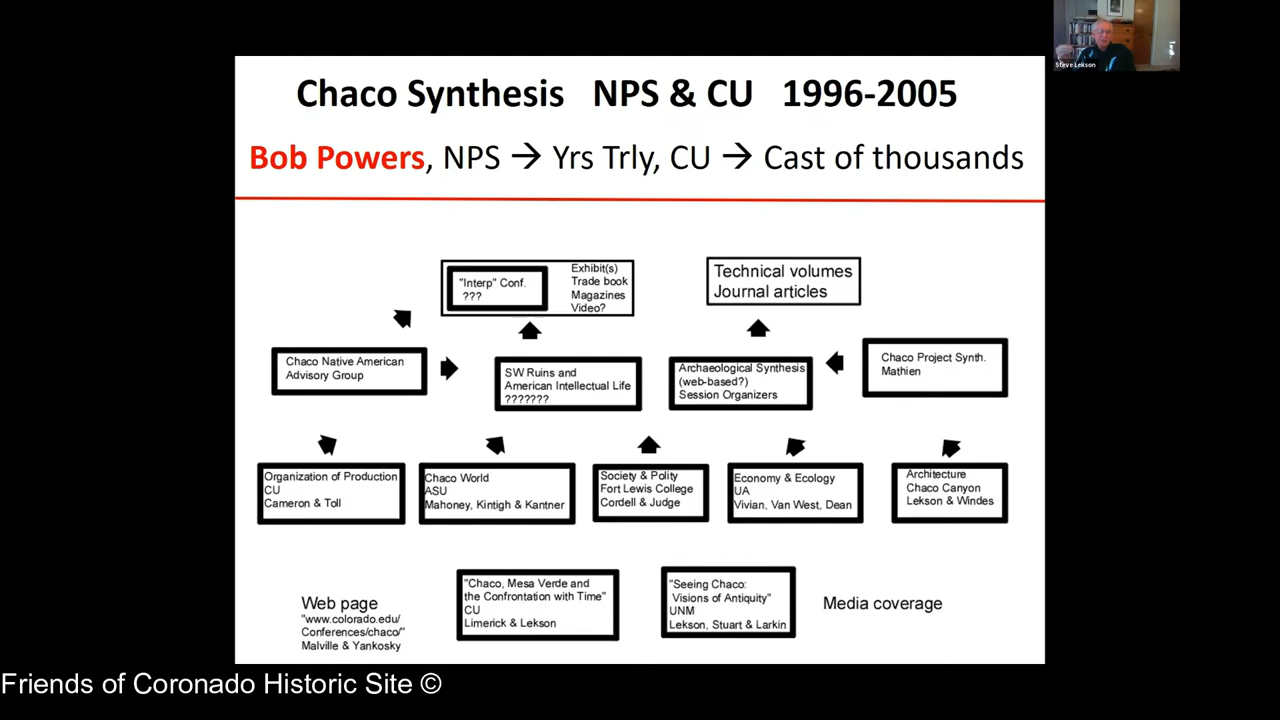 Steve Lekson
Chaco Synthesis NPS & CU 1996-2005
Bob Powers, NPS → Yrs Trly, CU → Cast of thousands
"Interp" Conf.
???
Exhibit(s)
Trade book
Magazines
Video?
Technical volumes
Journal articles
Chaco Native American
Advisory Group
SW Ruins and
American Intellectual Life
???????
Archaeological Synthesis
(web-based?)
Session Organizers
Chaco Project Synth.
Mathien
Organization of Production
CU
Cameron & Toll
Chaco World
ASU
Mahoney, Kintigh & Kantner
Society & Polity
Fort Lewis College
Cordell & Judge
Economy & Ecology
UA
Vivian, Van West, Dean
Architecture
Chaco Canyon
Lekson & Windes
Web page
"www.colorado.edu/
Conferences/chaco/"
Malville & Yankosky
"Chaco, Mesa Verde and
the Confrontation with Time"
CU
Limerick & Lekson
"Seeing Chaco:
Visions of Antiquity"
UNM
Lekson, Stuart & Larkin
Media coverage
Friends of Coronado Historic Site ©